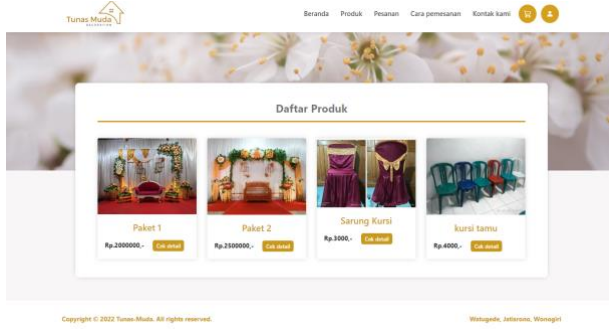 Tunas Muda
DECORATION
Beranda Produk Pesanan Cara pemesanan Kontak kami
Daftar Produk
Paket 1
Rp.2000000,- Cek detail
Paket 2
Rp.2500000,- Cek detail
Sarung Kursi
Rp.3000,- Cek detail
kursi tamu
Rp.4000,- Cek detail
Copyright © 2022 Tunas-Muda. All rights reserved.
Watugede, Jatisrono, Wonogiri